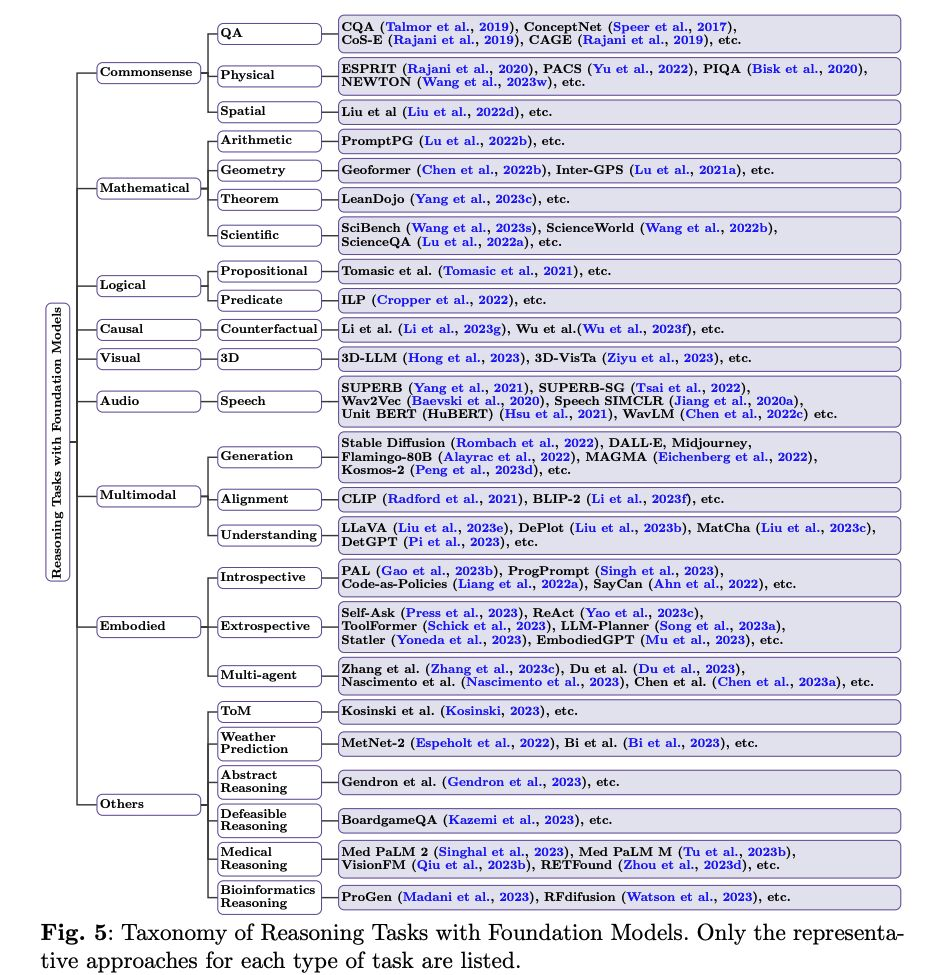 Reasoning Tasks with Foundation Models
Commonsense
QA
CQA (Talmor et al., 2019), ConceptNet (Speer et al., 2017),
CoS-E (Rajani et al., 2019), CAGE (Rajani et al., 2019), etc.
Physical
ESPRIT (Rajani et al., 2020), PACS (Yu et al., 2022), PIQA (Bisk et al., 2020),
NEWTON (Wang et al., 2023w), etc.
Spatial
Liu et al (Liu et al., 2022d), etc.
Mathematical
Arithmetic
PromptPG (Lu et al., 2022b), etc.
Geometry
Geoformer (Chen et al., 2022b), Inter-GPS (Lu et al., 2021a), etc.
Theorem
LeanDojo (Yang et al., 2023c), etc.
Scientific
SciBench (Wang et al., 2023s), ScienceWorld (Wang et al., 2022b),
ScienceQA (Lu et al., 2022a), etc.
Logical
Propositional
Tomasic et al. (Tomasic et al., 2021), etc.
Predicate
ILP (Cropper et al., 2022), etc.
Causal
Counterfactual
Li et al. (Li et al., 2023g), Wu et al.(Wu et al., 2023f), etc.
Visual
3D
3D-LLM (Hong et al., 2023), 3D-VisTa (Ziyu et al., 2023), etc.
Audio
Speech
SUPERB (Yang et al., 2021), SUPERB-SG (Tsai et al., 2022),
Wav2Vec (Baevski et al., 2020), Speech SIMCLR (Jiang et al., 2020a),
Unit BERT (HuBERT) (Hsu et al., 2021), WavLM (Chen et al., 2022c) etc.
Multimodal
Generation
Stable Diffusion (Rombach et al., 2022), DALL·E, Midjourney,
Flamingo-80B (Alayrac et al., 2022), MAGMA (Eichenberg et al., 2022),
Kosmos-2 (Peng et al., 2023d), etc.
Alignment
CLIP (Radford et al., 2021), BLIP-2 (Li et al., 2023f), etc.
Understanding
LLaVA (Liu et al., 2023e), DePlot (Liu et al., 2023b), MatCha (Liu et al., 2023c),
DetGPT (Pi et al., 2023), etc.
Embodied
Introspective
PAL (Gao et al., 2023b), ProgPrompt (Singh et al., 2023),
Code-as-Policies (Liang et al., 2022a), SayCan (Ahn et al., 2022), etc.
Extrospective
Self-Ask (Press et al., 2023), ReAct (Yao et al., 2023c),
ToolFormer (Schick et al., 2023), LLM-Planner (Song et al., 2023a),
Statler (Yoneda et al., 2023), EmbodiedGPT (Mu et al., 2023), etc.
Multi-agent
Zhang et al. (Zhang et al., 2023c), Du et al. (Du et al., 2023),
Nascimento et al. (Nascimento et al., 2023), Chen et al. (Chen et al., 2023a), etc.
Others
ToM
Kosinski et al. (Kosinski, 2023), etc.
Weather
Prediction
MetNet-2 (Espeholt et al., 2022), Bi et al. (Bi et al., 2023), etc.
Abstract
Reasoning
Gendron et al. (Gendron et al., 2023), etc.
Defeasible
Reasoning
BoardgameQA (Kazemi et al., 2023), etc.
Medical
Reasoning
Med PaLM 2 (Singhal et al., 2023), Med PaLM M (Tu et al., 2023b),
VisionFM (Qiu et al., 2023b), RETFound (Zhou et al., 2023d), etc.
Bioinformatics
Reasoning
ProGen (Madani et al., 2023), RFdifusion (Watson et al., 2023), etc.
Fig. 5: Taxonomy of Reasoning Tasks with Foundation Models. Only the representa-
tive approaches for each type of task are listed.